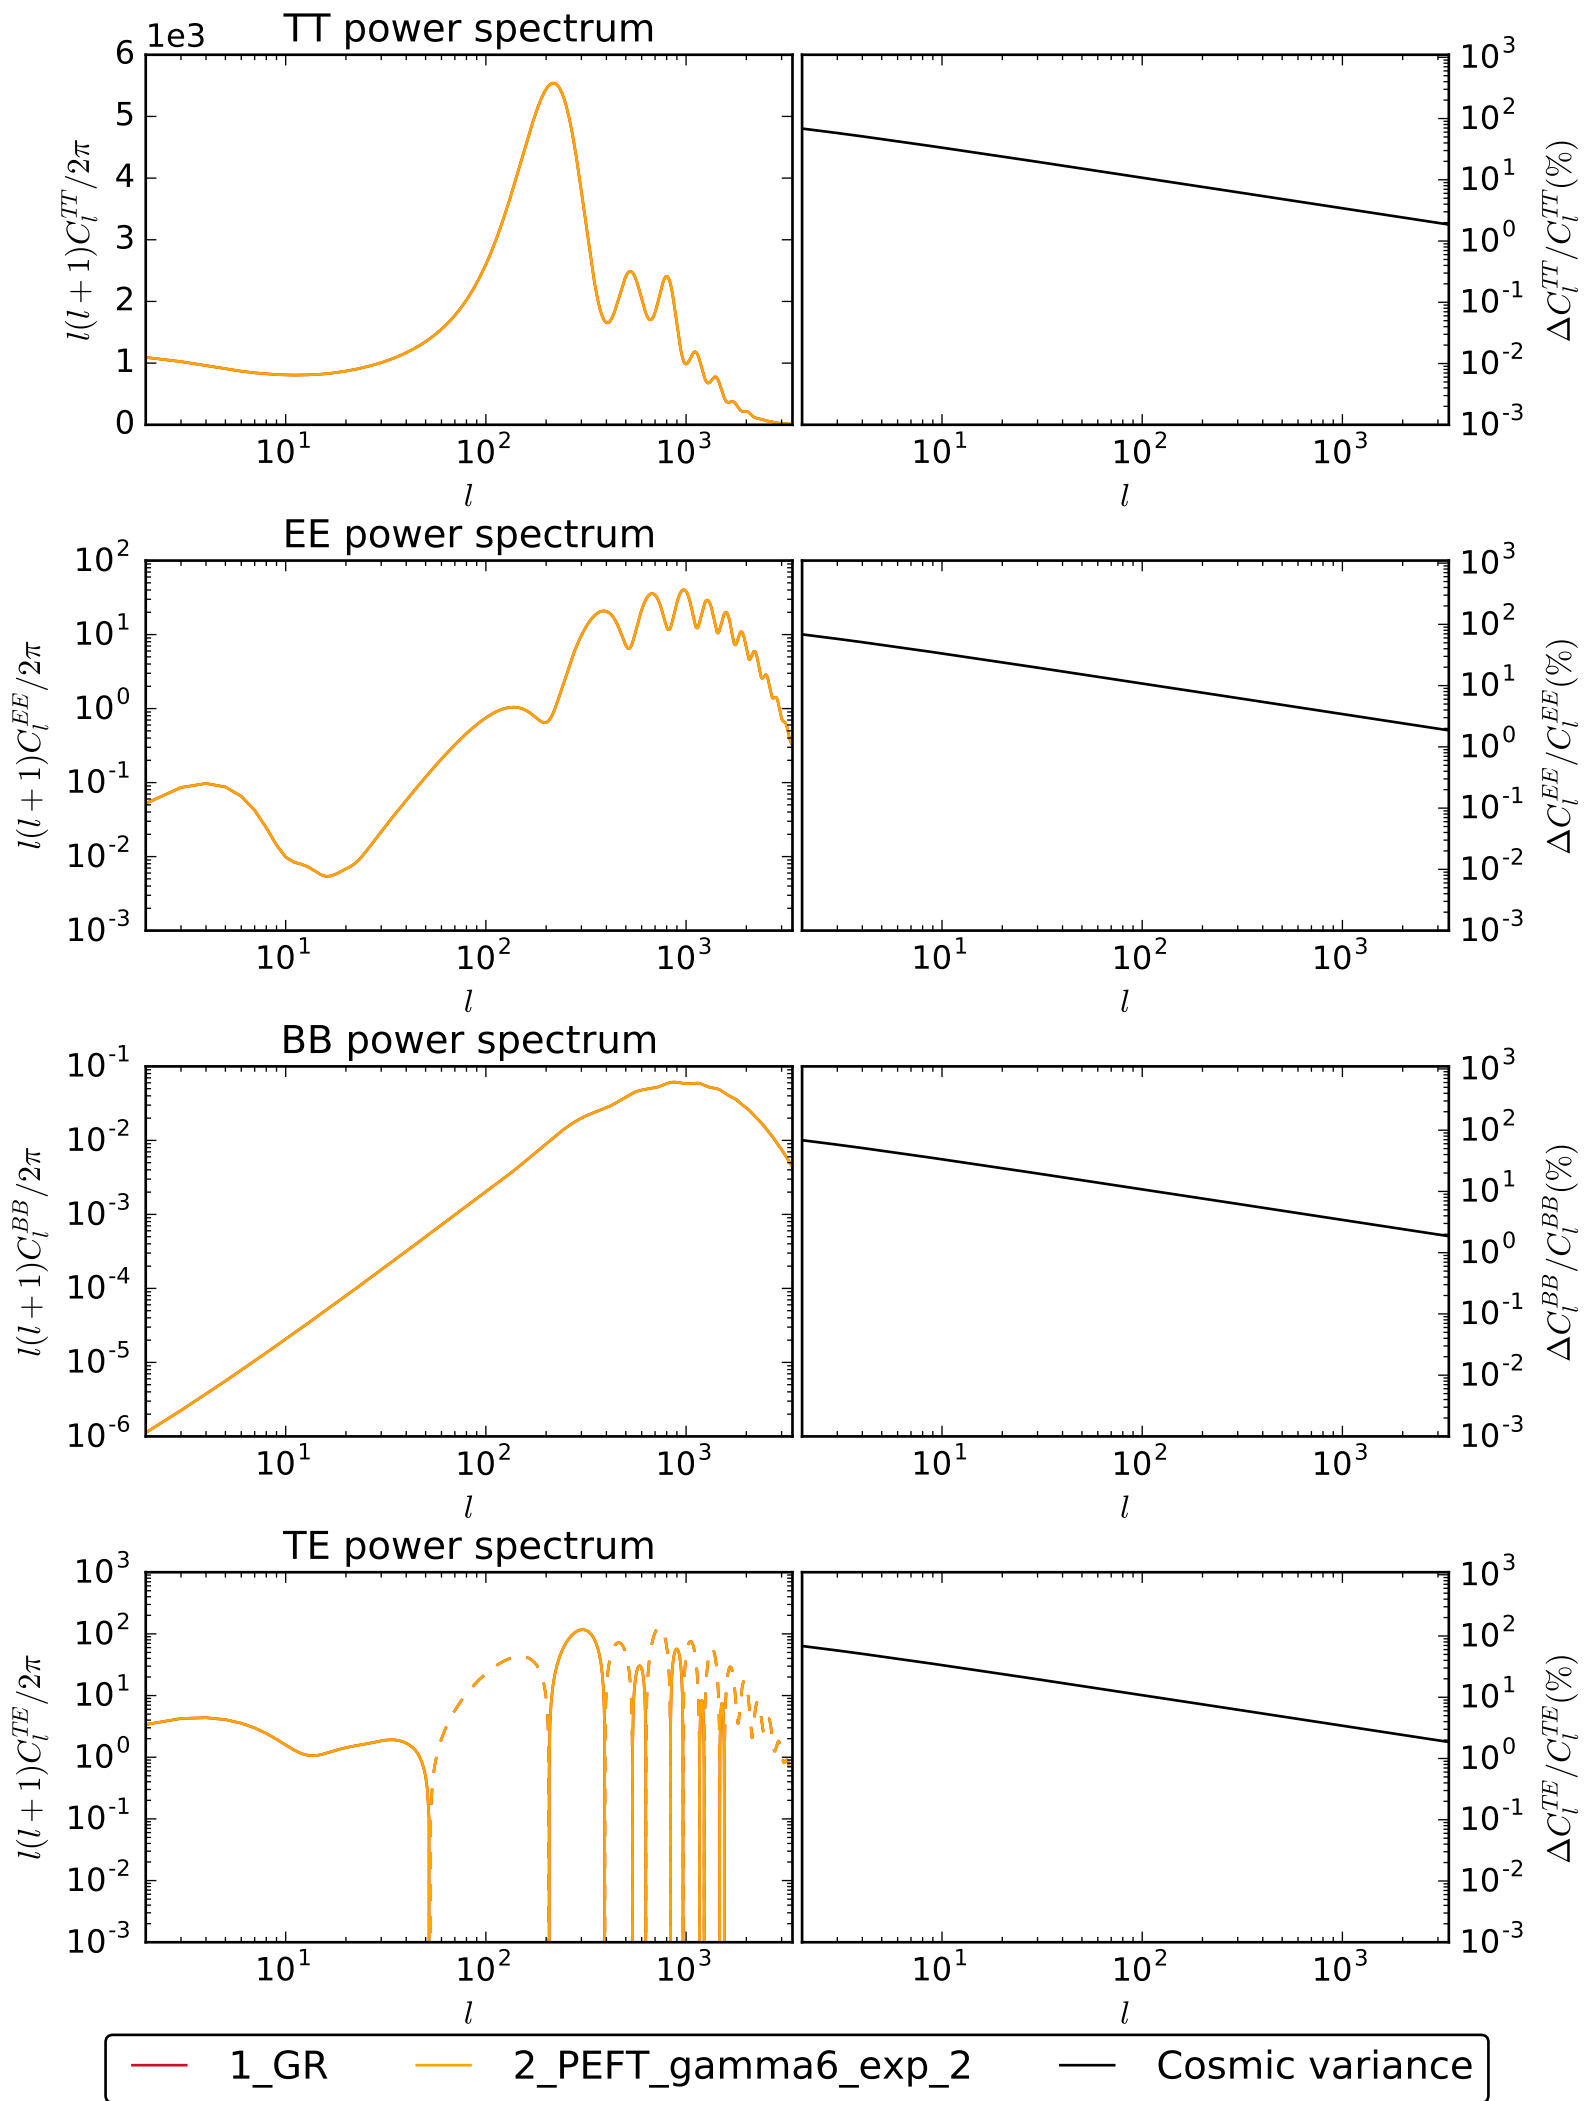 TT power spectrum
1e3
6
5
4
3
2
1
0
l(l + 1)C_l^{TT}/2π
10^1 10^2 10^3
l
10^1 10^2 10^3
l
10^3
10^2
10^1
10^0
10^-1
10^-2
10^-3
ΔC_l^{TT}/C_l^{TT}(%)
EE power spectrum
10^2
10^1
10^0
10^-1
10^-2
10^-3
l(l + 1)C_l^{EE}/2π
10^1 10^2 10^3
l
10^1 10^2 10^3
l
10^3
10^2
10^1
10^0
10^-1
10^-2
10^-3
ΔC_l^{EE}/C_l^{EE}(%)
BB power spectrum
10^-1
10^-2
10^-3
10^-4
10^-5
10^-6
l(l + 1)C_l^{BB}/2π
10^1 10^2 10^3
l
10^1 10^2 10^3
l
10^3
10^2
10^1
10^0
10^-1
10^-2
10^-3
ΔC_l^{BB}/C_l^{BB}(%)
TE power spectrum
10^3
10^2
10^1
10^0
10^-1
10^-2
10^-3
l(l + 1)C_l^{TE}/2π
10^1 10^2 10^3
l
10^1 10^2 10^3
l
10^3
10^2
10^1
10^0
10^-1
10^-2
10^-3
ΔC_l^{TE}/C_l^{TE}(%)
1_GR 2_PEFT_gamma6_exp_2 Cosmic variance